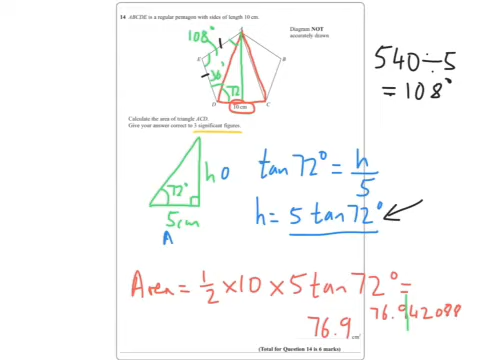 14 ABCDE is a regular pentagon with sides of length 10 cm.
Diagram NOT
accurately drawn
108°
E
B
36°
72
D
10 cm
C
540 ÷ 5
= 108°
Calculate the area of triangle ACD.
Give your answer correct to 3 significant figures.
72°
h O
5cm
A
tan 72° = h/5
h = 5 tan 72°
Area = 1/2 × 10 × 5 tan 72° =
76.942088
76.9 cm²
(Total for Question 14 is 6 marks)